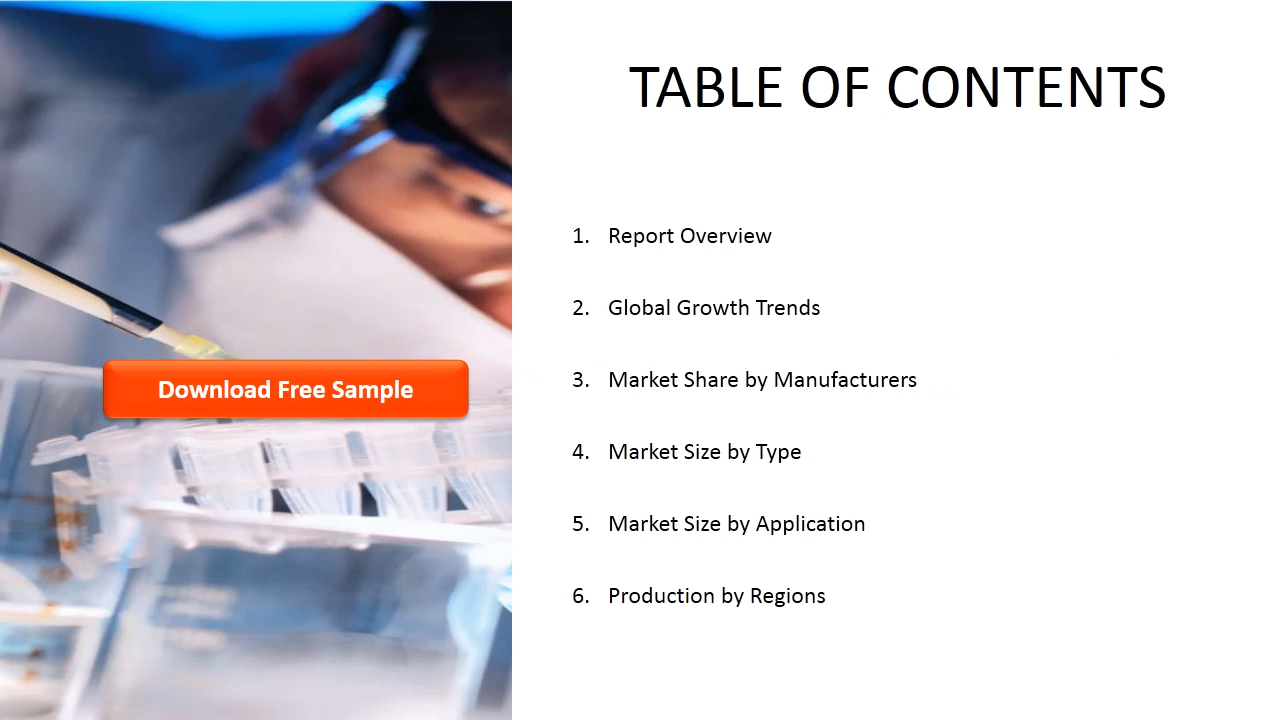 TABLE OF CONTENTS
1. Report Overview
2. Global Growth Trends
3. Market Share by Manufacturers
Download Free Sample
4. Market Size by Type
5. Market Size by Application
6. Production by Regions